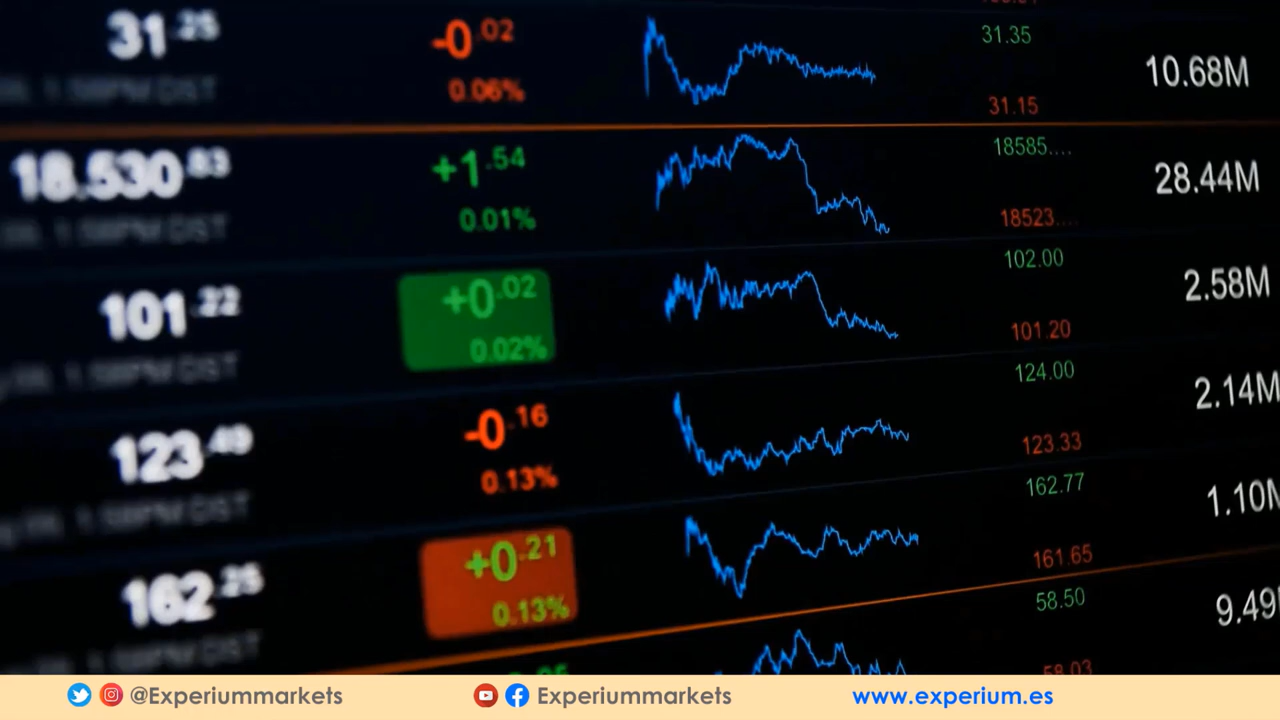 31.25 -0.02 31.35 10.68M
0.06% 31.15
18.530.83 +1.54 18585.... 28.44M
0.01% 18523....
101.22 +0.02 102.00 2.58M
0.02% 101.20
123.49 -0.16 124.00 2.14M
0.13% 123.33
162.25 +0.21 162.77 1.10M
0.13% 161.65
58.50 9.49
58.03
@Experiummarkets Experiummarkets www.experium.es